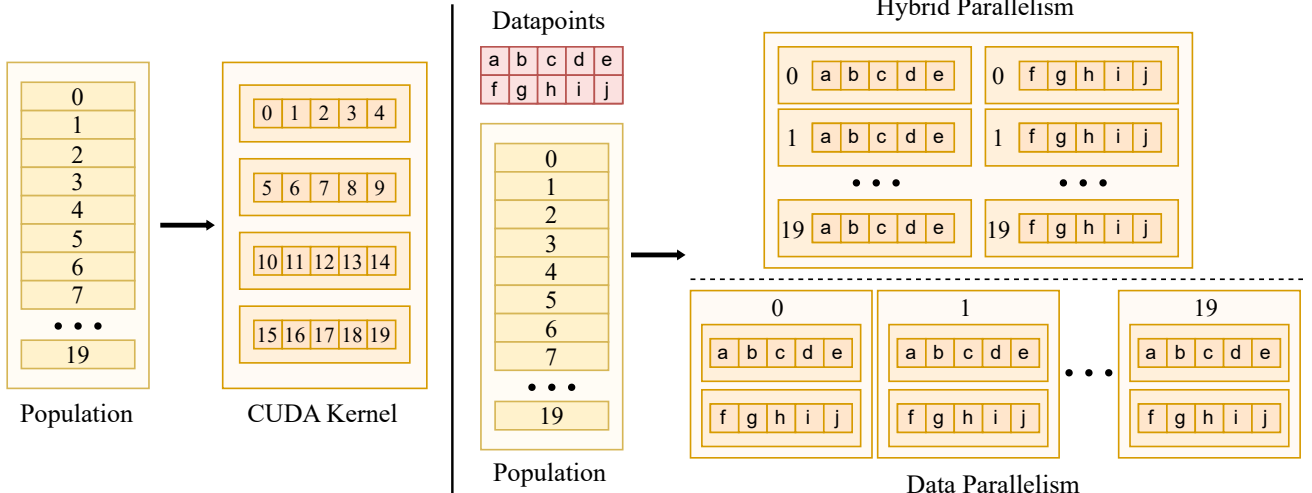 0
1
2
3
4
5
6
7
• • •
19
Population
0 1 2 3 4
5 6 7 8 9
10 11 12 13 14
15 16 17 18 19
CUDA Kernel
Datapoints
a b c d e
f g h i j
0
1
2
3
4
5
6
7
• • •
19
Population
Hybrid Parallelism
0 a b c d e 0 f g h i j
1 a b c d e 1 f g h i j
• • • • • •
19 a b c d e 19 f g h i j
0 1 19
a b c d e a b c d e • • • a b c d e
f g h i j f g h i j f g h i j
Data Parallelism